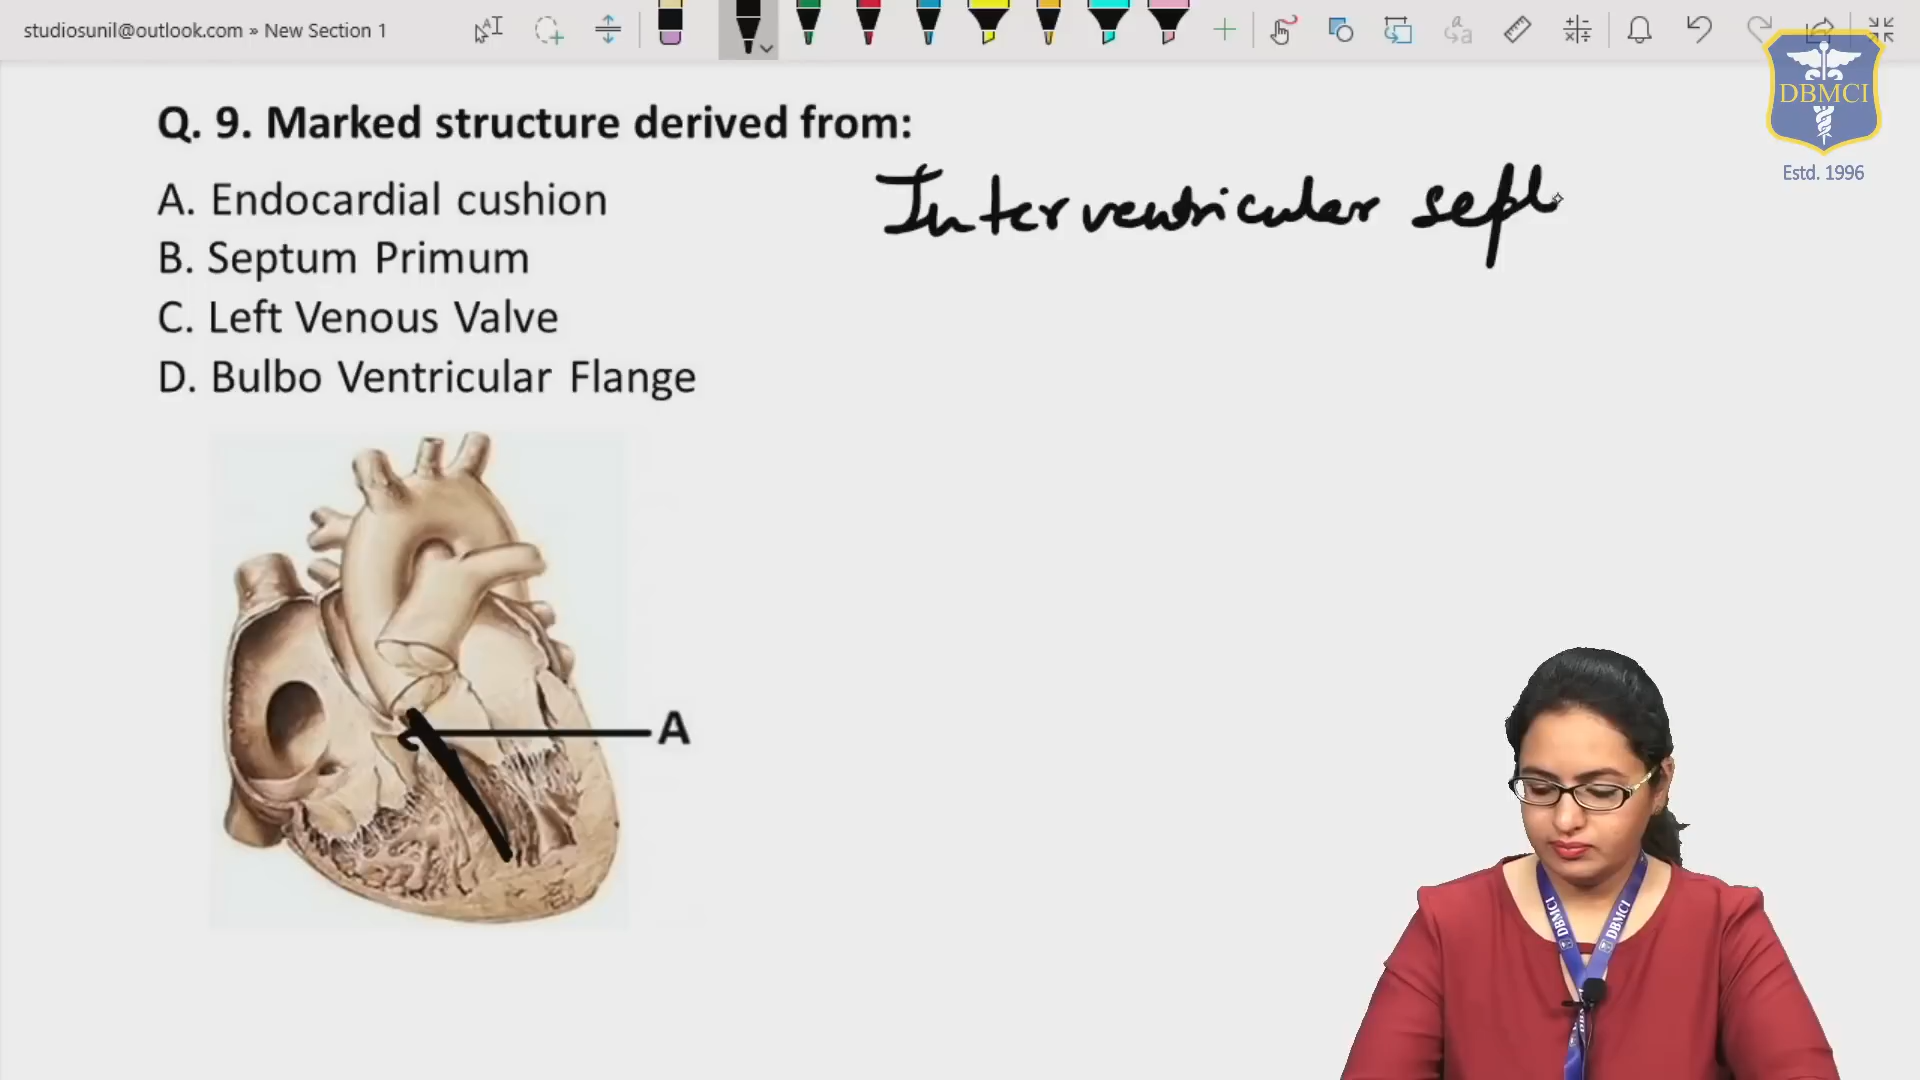 studiosunil@outlook.com » New Section 1
DBMCI
Estd. 1996
Q. 9. Marked structure derived from:
Interventricular sept
A. Endocardial cushion
B. Septum Primum
C. Left Venous Valve
D. Bulbo Ventricular Flange
A
DBMCI
DBMCI